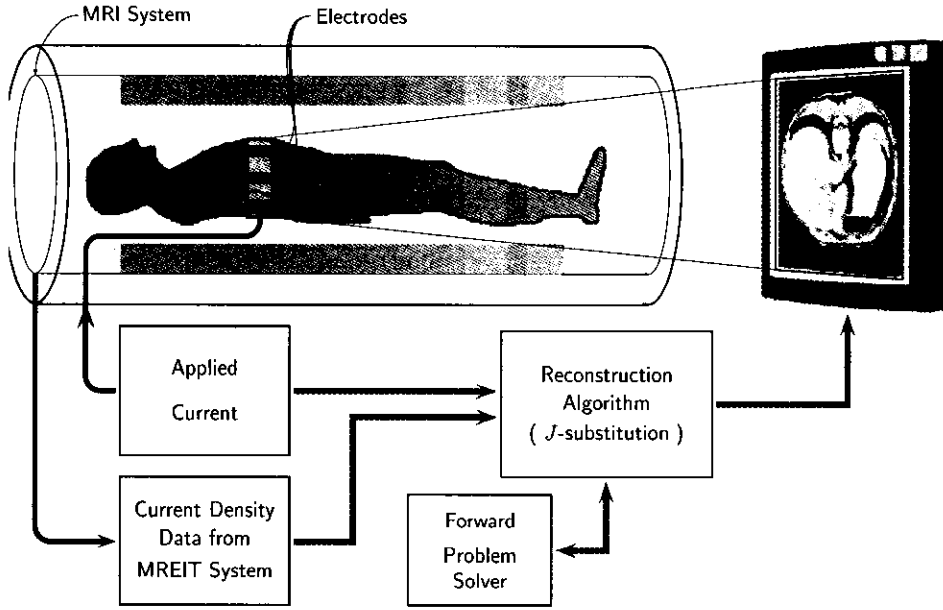 MRI System
Electrodes
Applied
Current
Reconstruction
Algorithm
( J-substitution )
Current Density
Data from
MREIT System
Forward
Problem
Solver